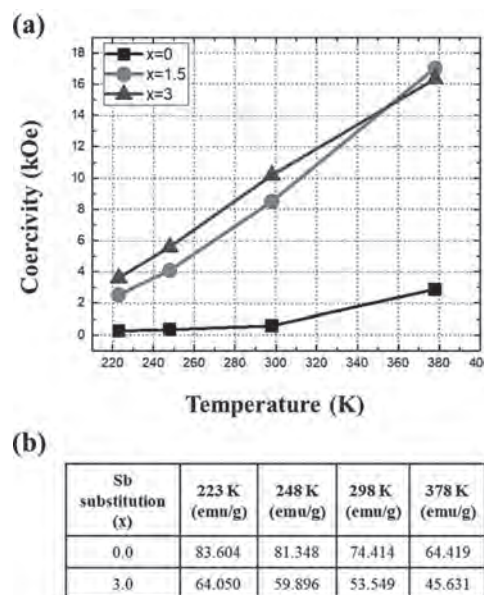 (a)
18
16
14
12
10
8
6
4
2
0
x=0
x=1.5
x=3
Coercivity (kOe)
220 240 260 280 300 320 340 360 380 40
Temperature (K)
(b)
Sb substitution (x) 223 K (emu/g) 248 K (emu/g) 298 K (emu/g) 378 K (emu/g)
0.0 83.604 81.348 74.414 64.419
3.0 64.050 59.896 53.549 45.631